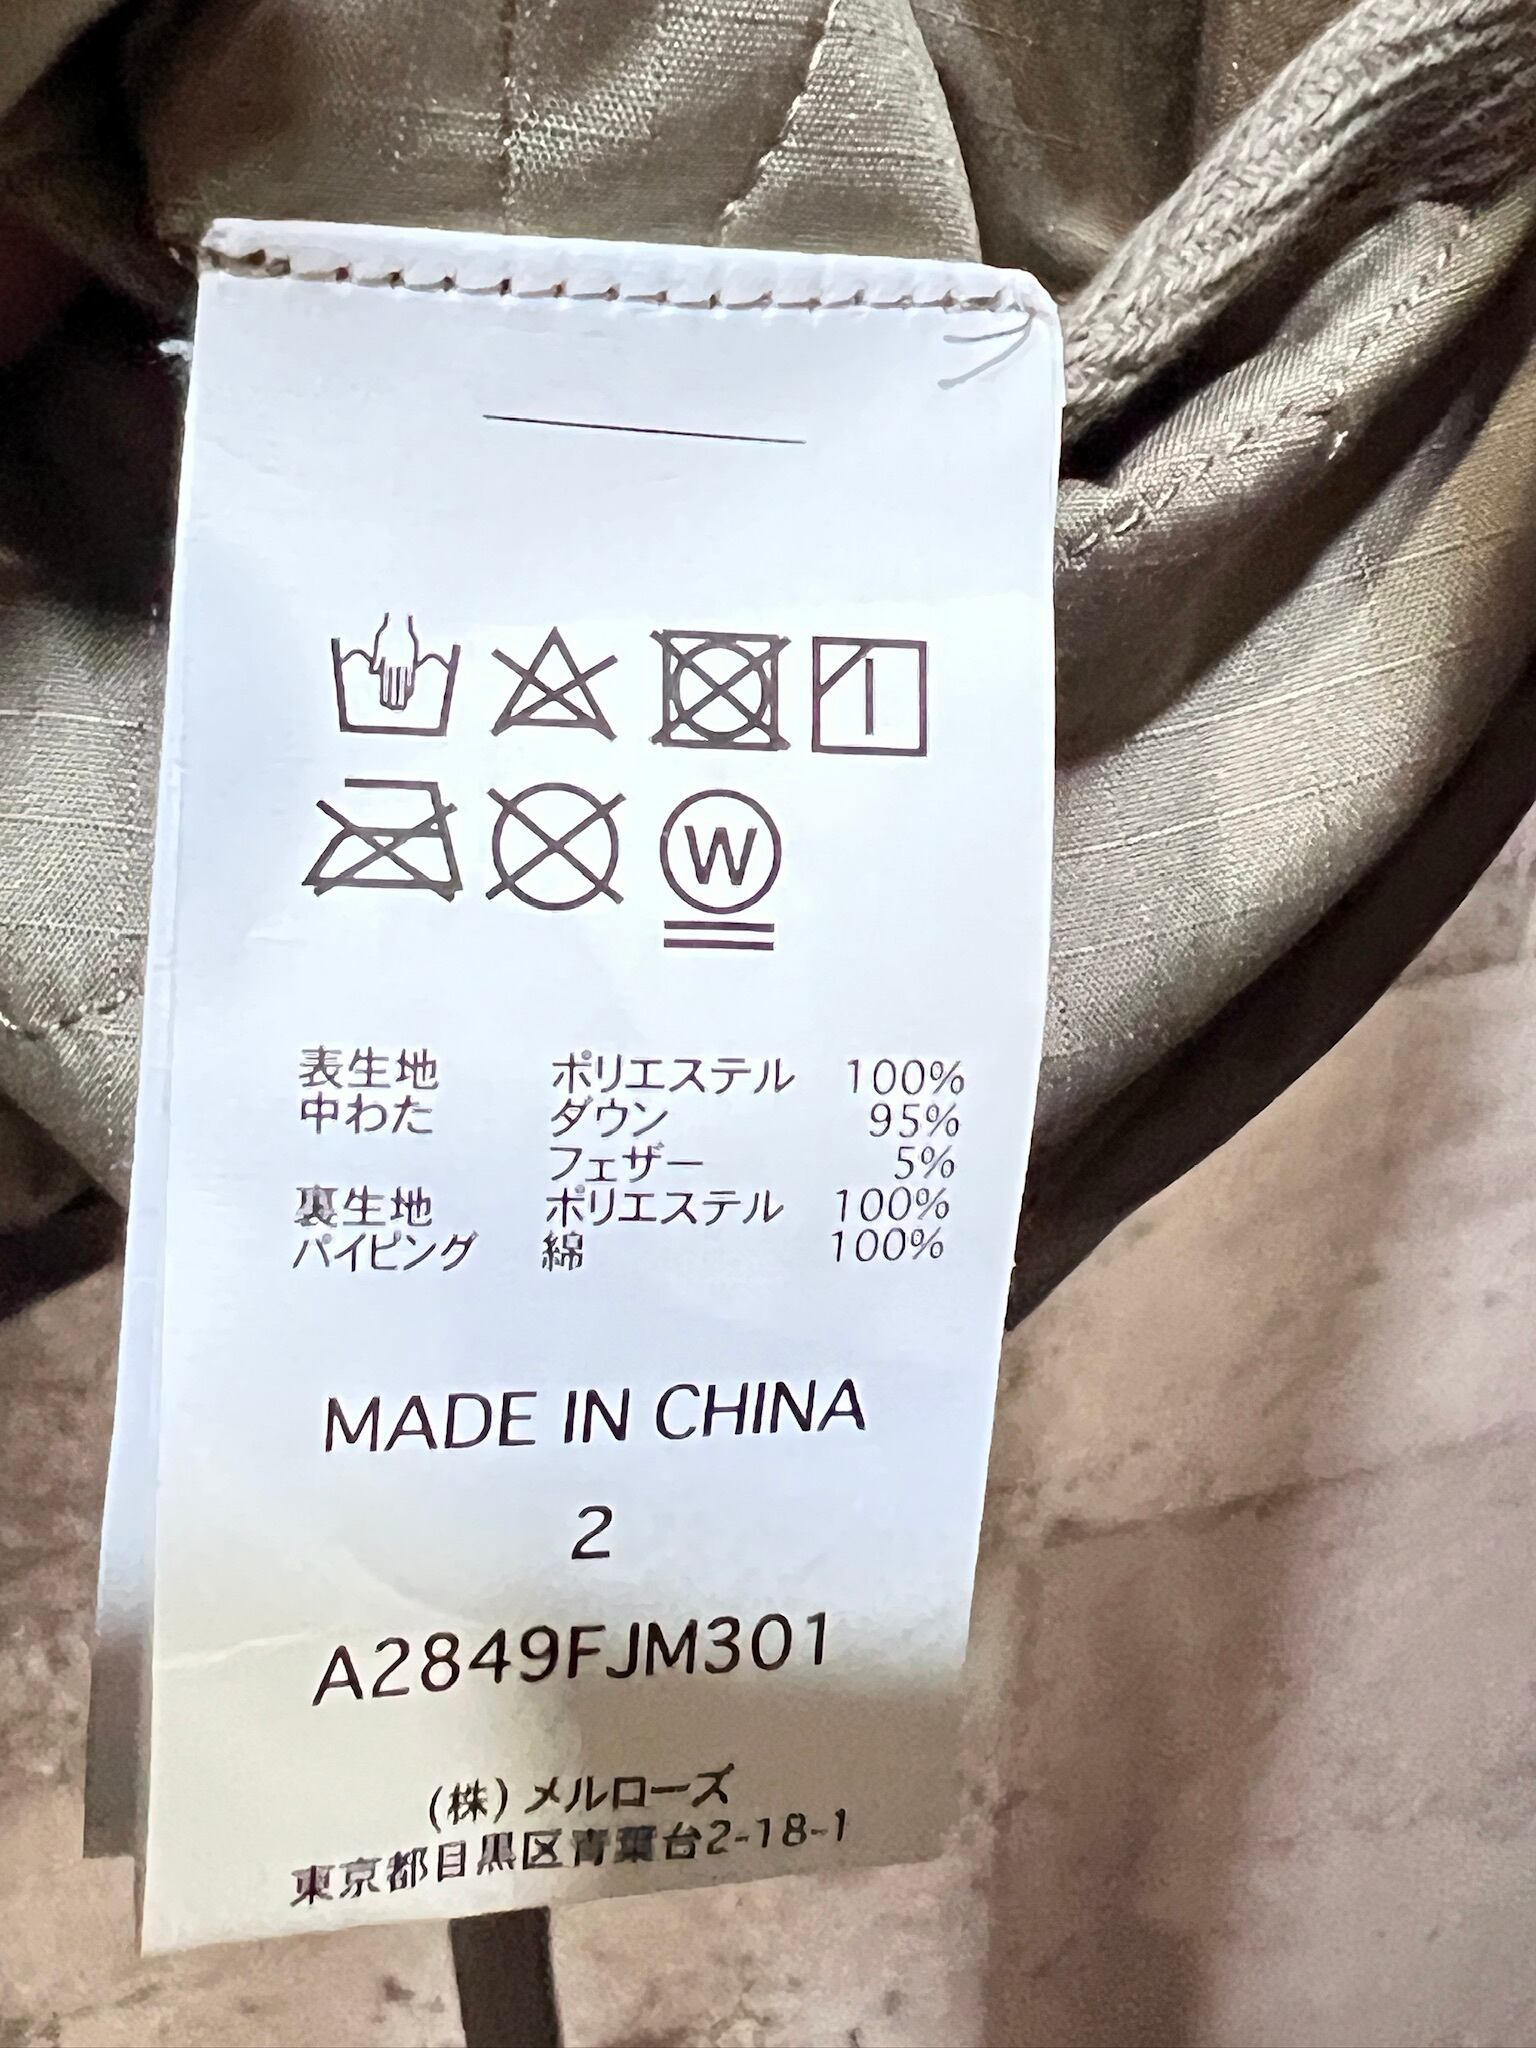 W
表生地 ポリエステル 100%
中わた ダウン 95%
フェザー 5%
裏生地 ポリエステル 100%
パイピング 綿 100%
MADE IN CHINA
2
A2849FJM301
(株)メルローズ
東京都目黒区青葉台2-18-1